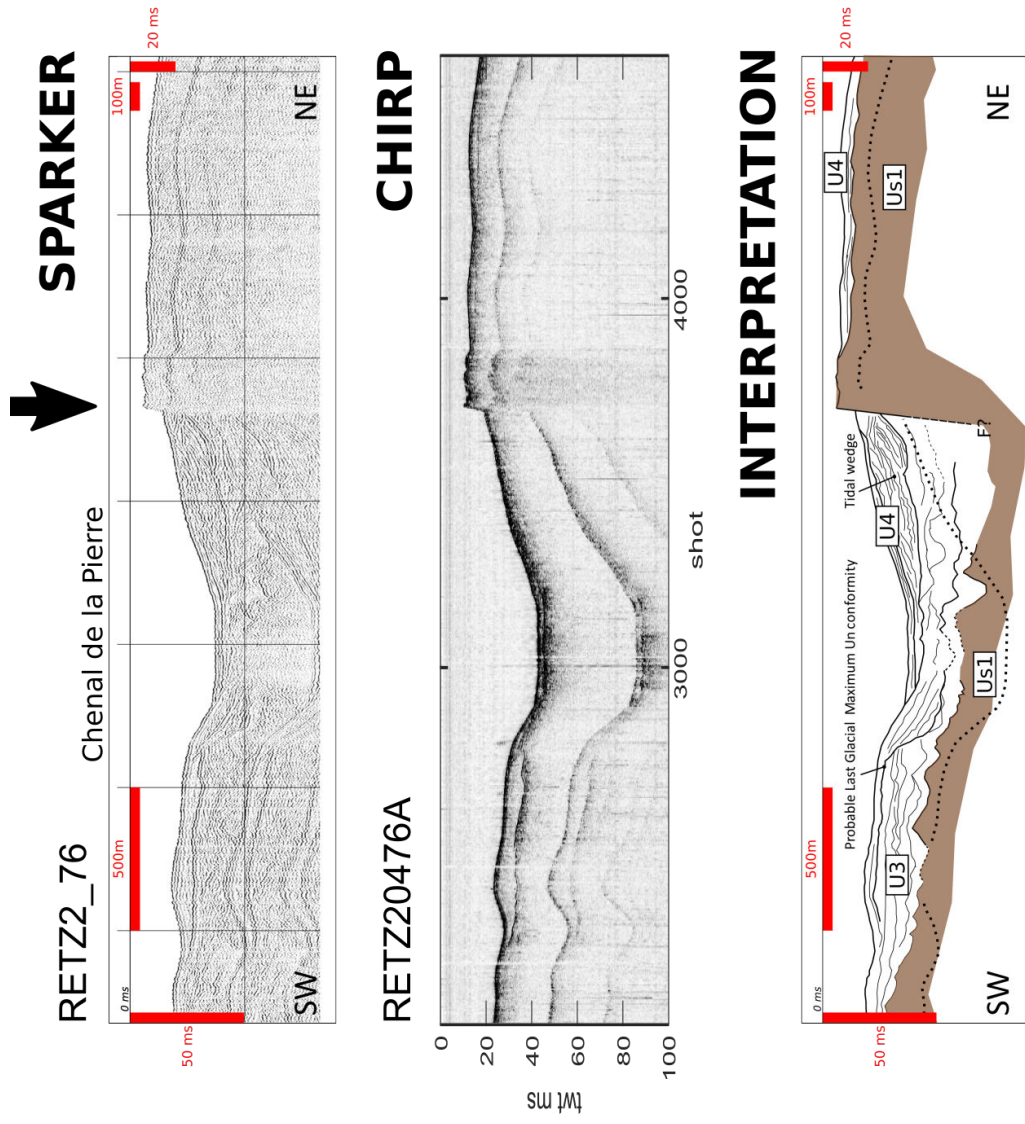 SPARKER
RETZ2_76
Chenal de la Pierre
0 ms
500m
100m
20 ms
50 ms
SW
NE
CHIRP
RETZ20476A
0
20
40
60
80
100
twt ms
3000
4000
shot
INTERPRETATION
0 ms
500m
100m
20 ms
50 ms
Probable Last Glacial Maximum Un conformity
Tidal wedge
U3
U4
U4
Us1
Us1
F?
SW
NE